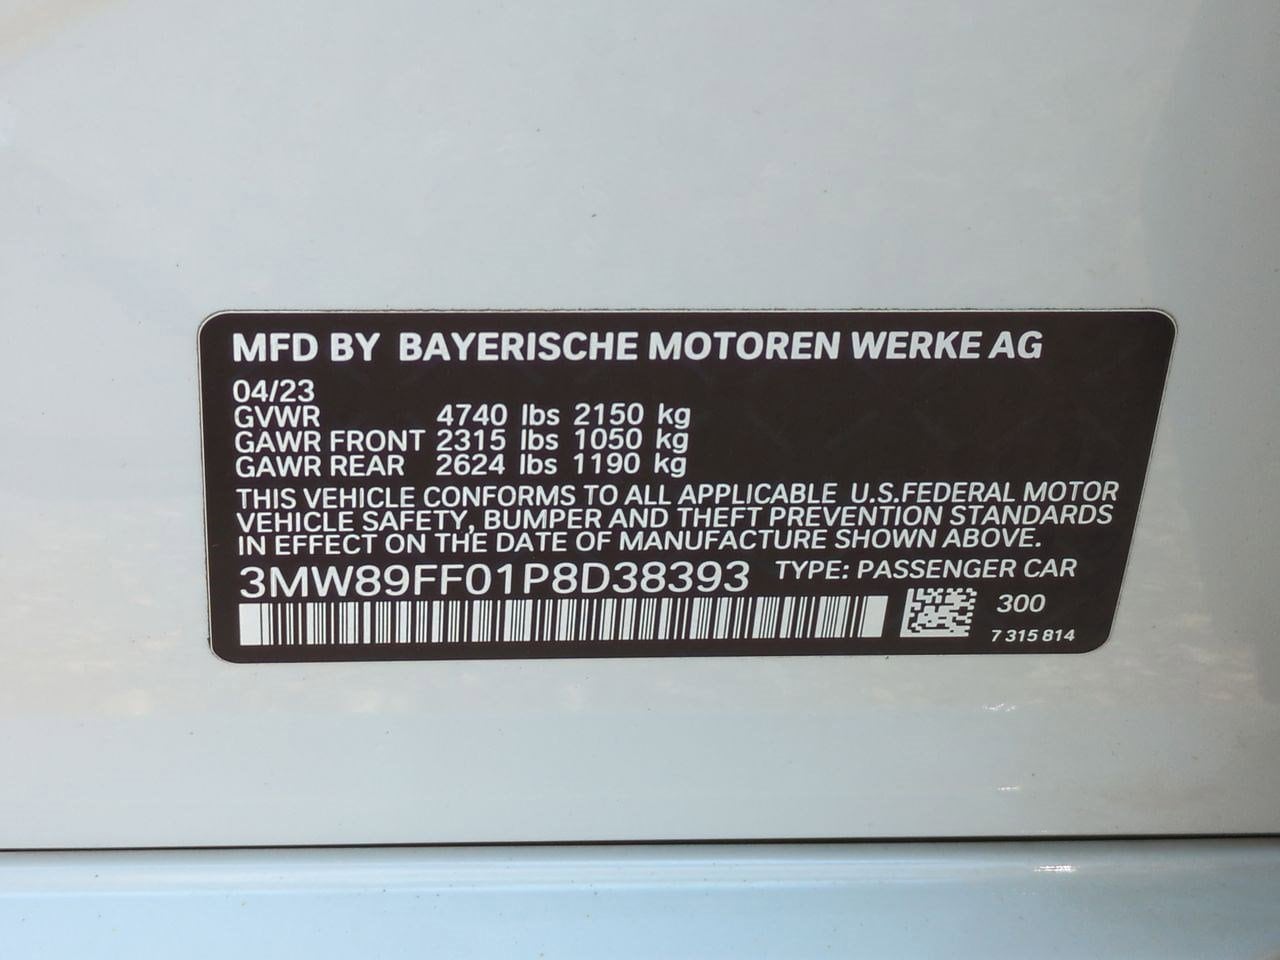 MFD BY BAYERISCHE MOTOREN WERKE AG
04/23
GVWR 4740 lbs 2150 kg
GAWR FRONT 2315 lbs 1050 kg
GAWR REAR 2624 lbs 1190 kg
THIS VEHICLE CONFORMS TO ALL APPLICABLE U.S.FEDERAL MOTOR
VEHICLE SAFETY, BUMPER AND THEFT PREVENTION STANDARDS
IN EFFECT ON THE DATE OF MANUFACTURE SHOWN ABOVE.
3MW89FF01P8D38393 TYPE: PASSENGER CAR
300
7 315 814